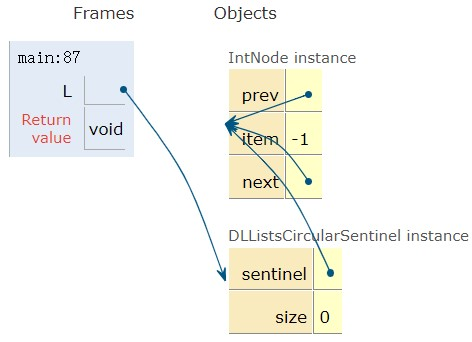 Frames
Objects
main:87
L
Return
value
void
IntNode instance
prev
item -1
next
DLListsCircularSentinel instance
sentinel
size 0